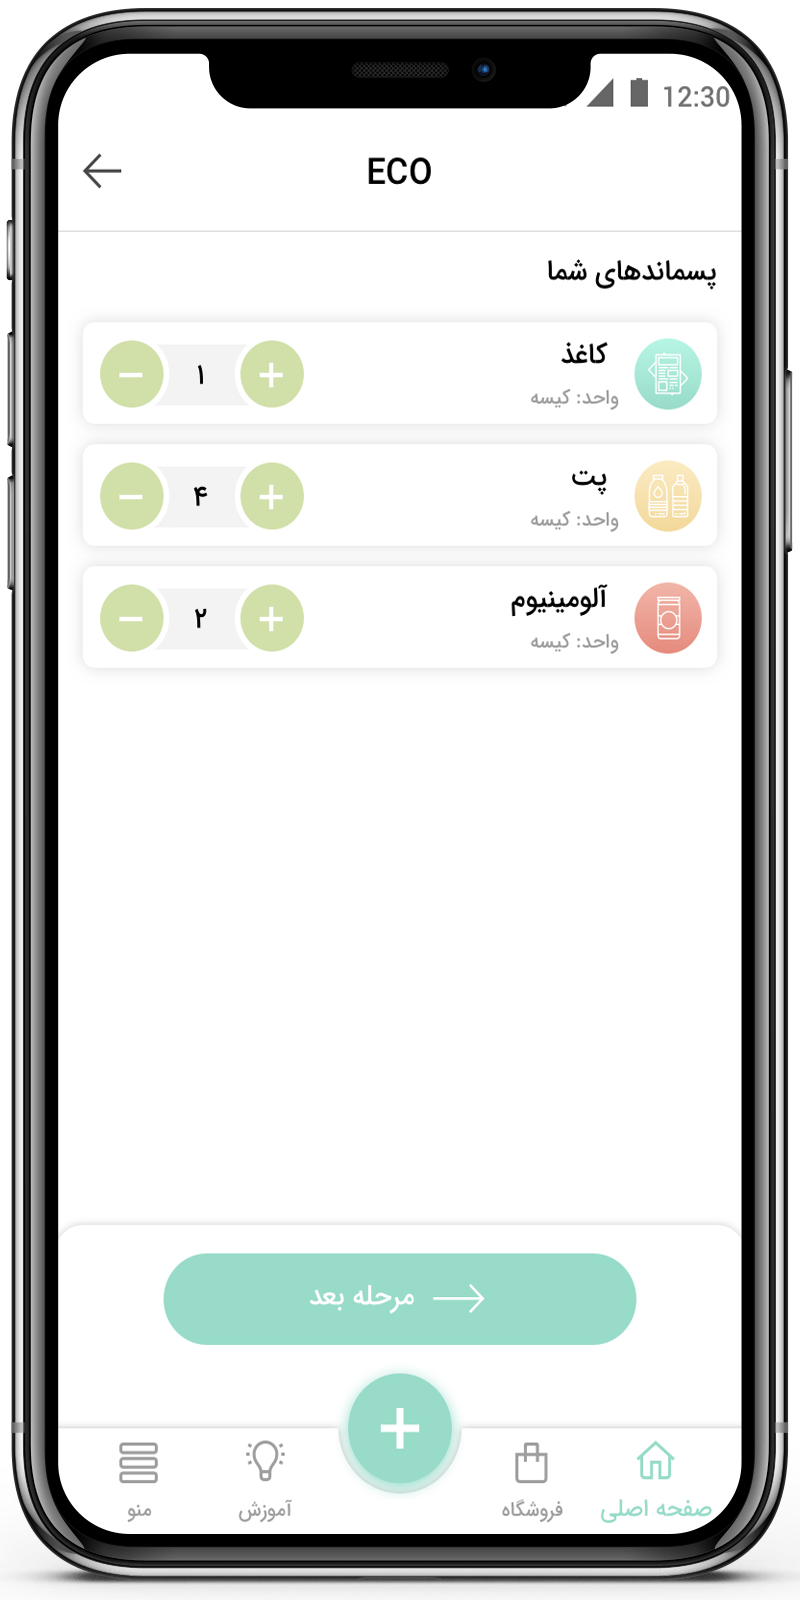 12:30
ECO
پسماندهای شما
کاغذ
واحد: کیسه
۱
پت
واحد: کیسه
۴
آلومینیوم
واحد: کیسه
۲
مرحله بعد
صفحه اصلی
فروشگاه
آموزش
منو